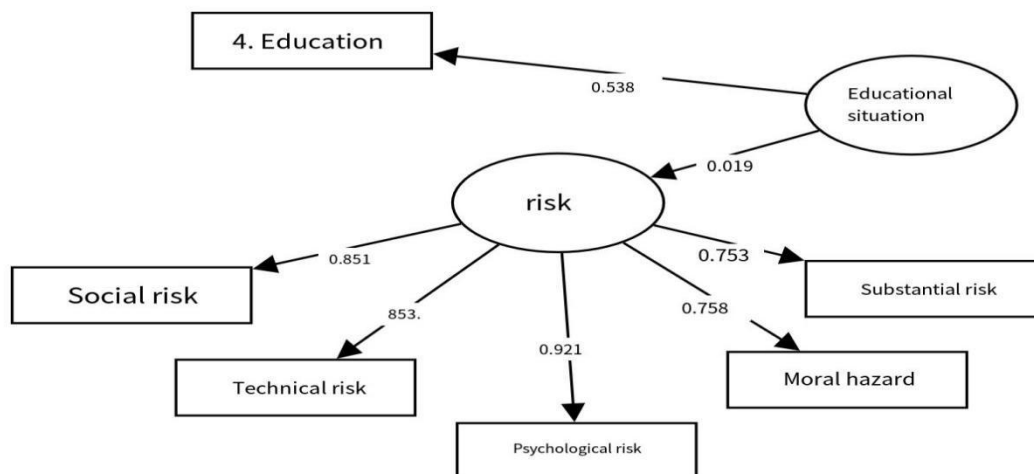 4. Education
0.538
Educational
situation
0.019
risk
0.851
0.753
Social risk
Substantial risk
853.
0.758
0.921
Technical risk
Moral hazard
Psychological risk